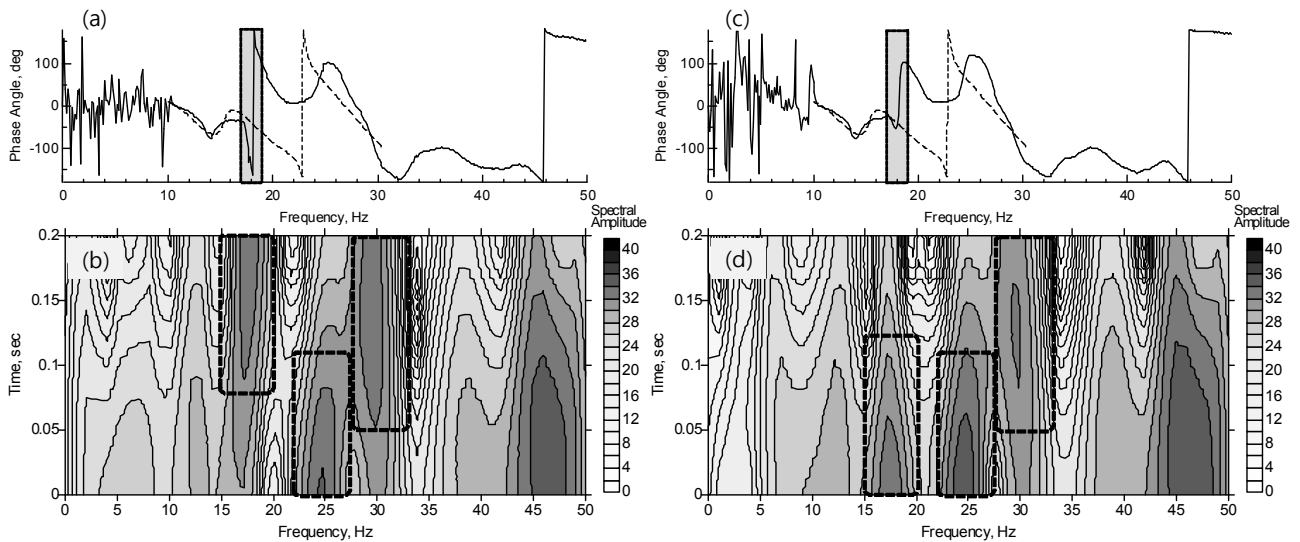 (a)
Phase Angle, deg
100
0
-100
0 10 20 30 40 50
Frequency, Hz
(c)
Phase Angle, deg
100
0
-100
0 10 20 30 40 50
Frequency, Hz
Spectral
Amplitude
(b)
Time, sec
0.2
0.15
0.1
0.05
0
0 5 10 15 20 25 30 35 40 45 50
Frequency, Hz
40
36
32
28
24
20
16
12
8
4
0
Spectral
Amplitude
(d)
Time, sec
0.2
0.15
0.1
0.05
0
0 5 10 15 20 25 30 35 40 45 50
Frequency, Hz
40
36
32
28
24
20
16
12
8
4
0